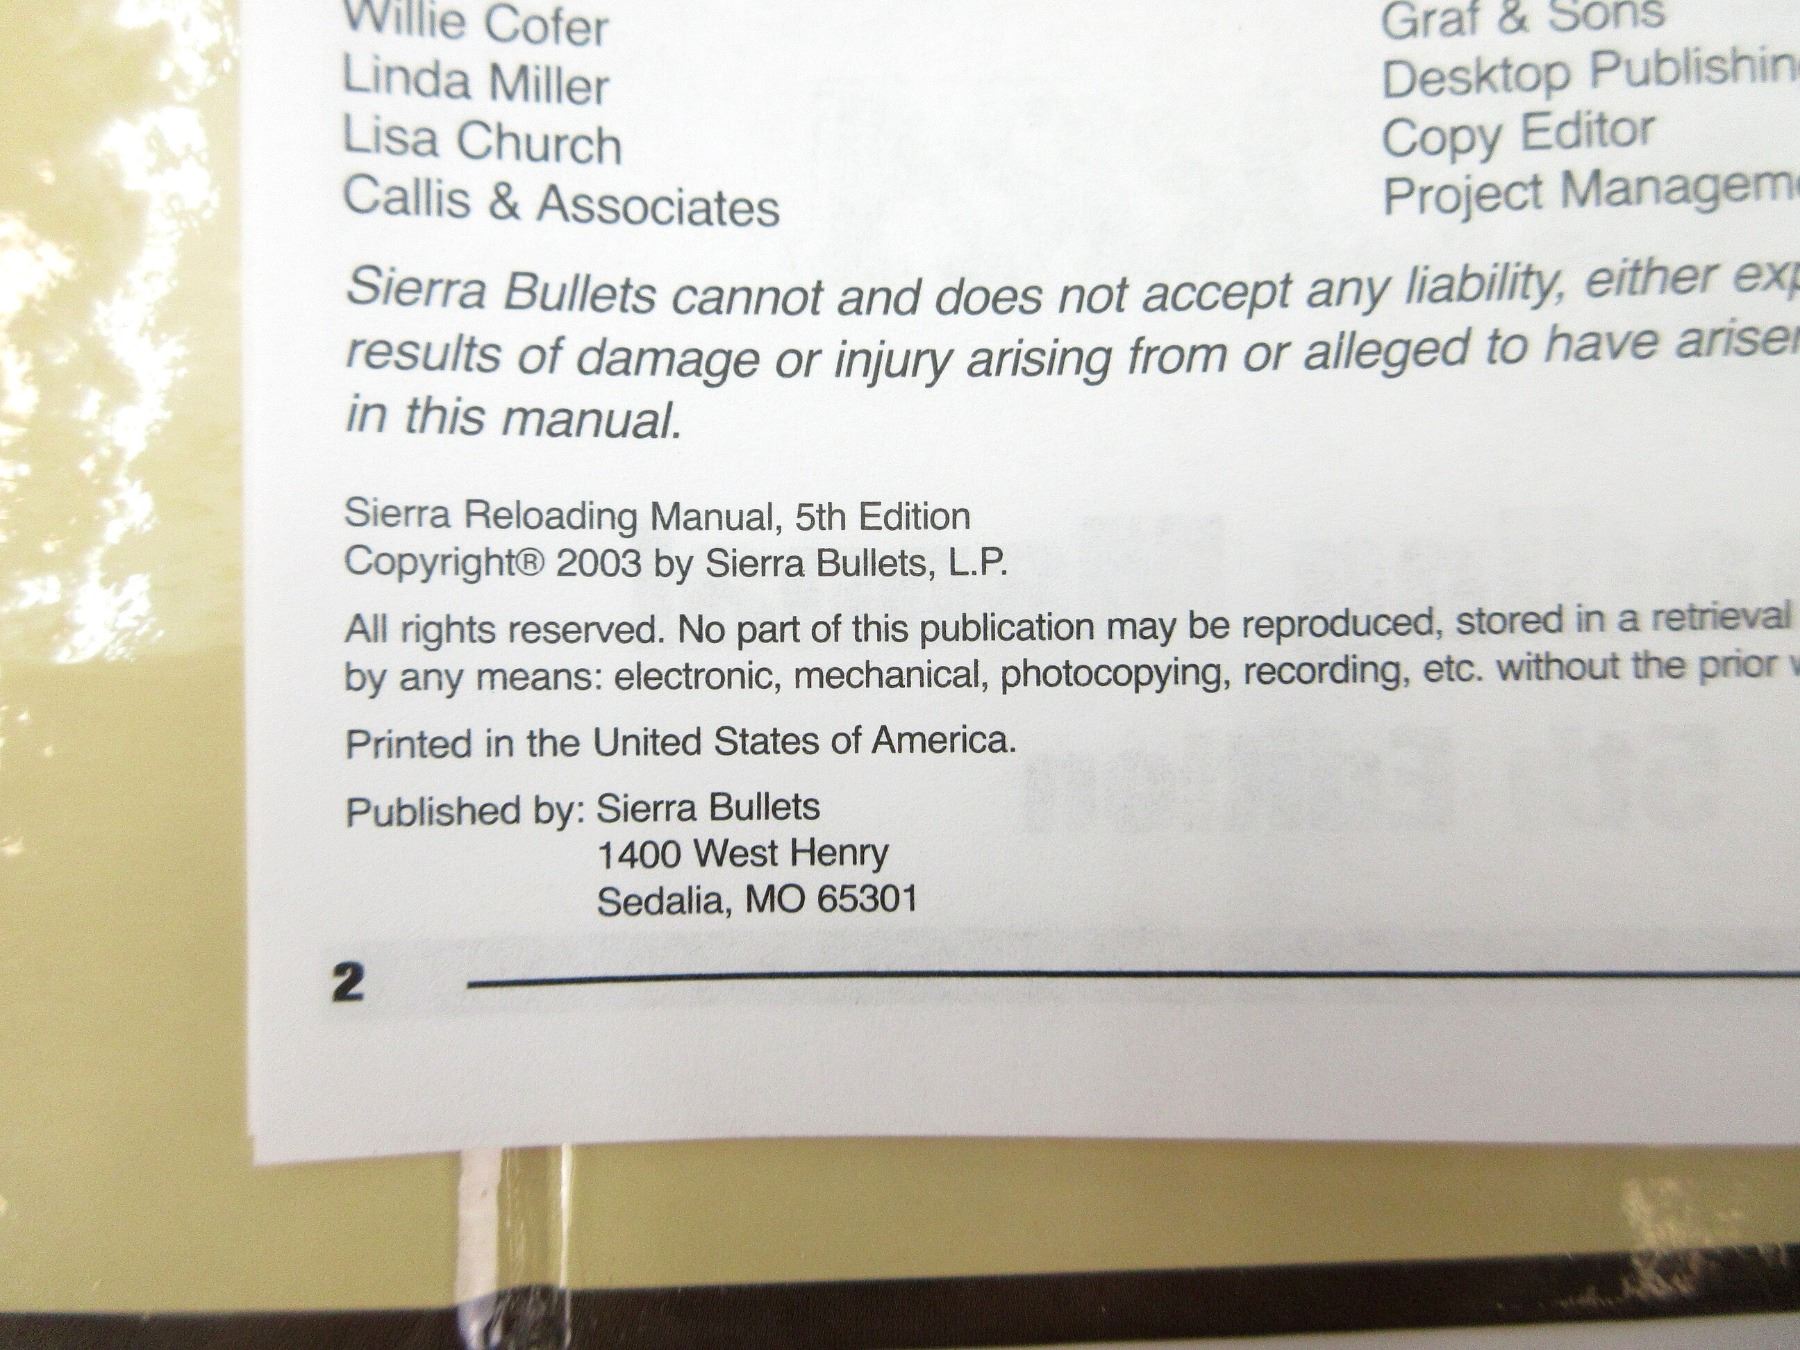 Willie Cofer
Graf & Sons
Linda Miller
Desktop Publishing
Lisa Church
Copy Editor
Callis & Associates
Project
Sierra Bullets cannot and does not accept any liability, either
results of damage or injury arising from or alleged to have
in this manual.
Sierra Reloading Manual, 5th Edition
Copyright® 2003 by Sierra Bullets, L.P.
All rights reserved. No part of this publication may be reproduced, stored in a retrieval
by any means: electronic, mechanical, photocopying, recording, etc. without the prior
Printed in the United States of America.
Published by: Sierra Bullets
1400 West Henry
Sedalia, MO 65301
2